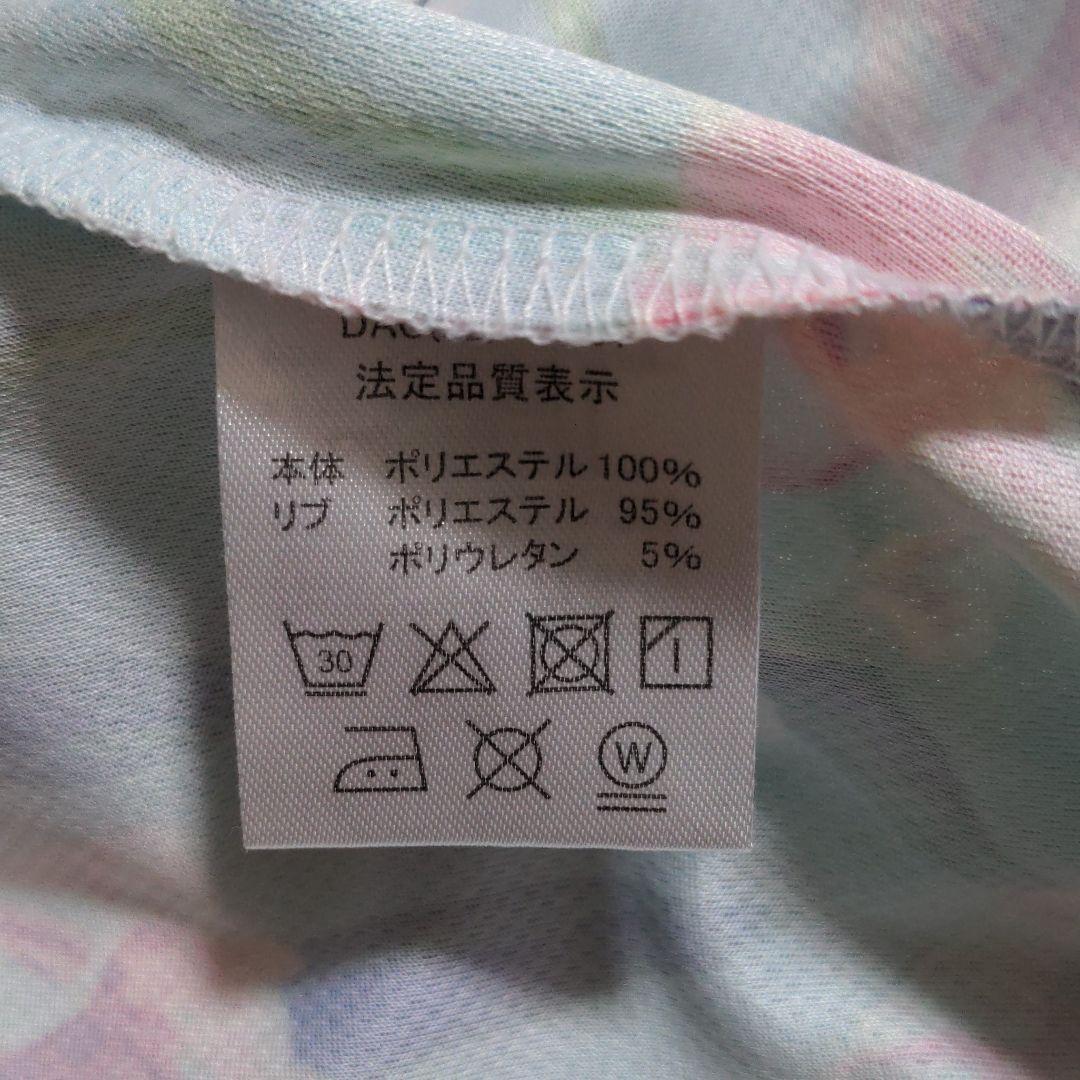 法定品質表示
本体 ポリエステル 100%
リブ ポリエステル 95%
ポリウレタン 5%
30
W